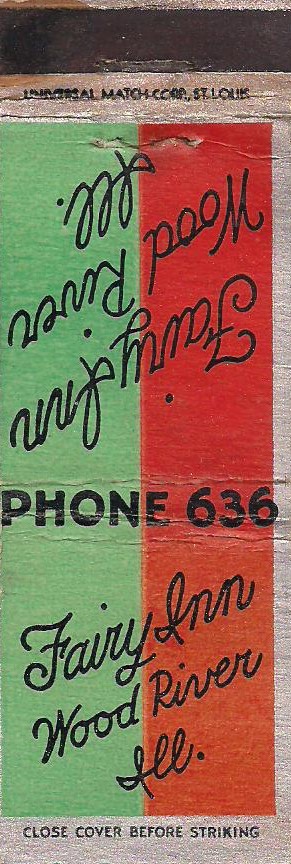 UNIVERSAL MATCH CORP., ST. LOUIS
Fairy Inn
Wood River
Ill.
PHONE 636
Fairy Inn
Wood River
Ill.
CLOSE COVER BEFORE STRIKING